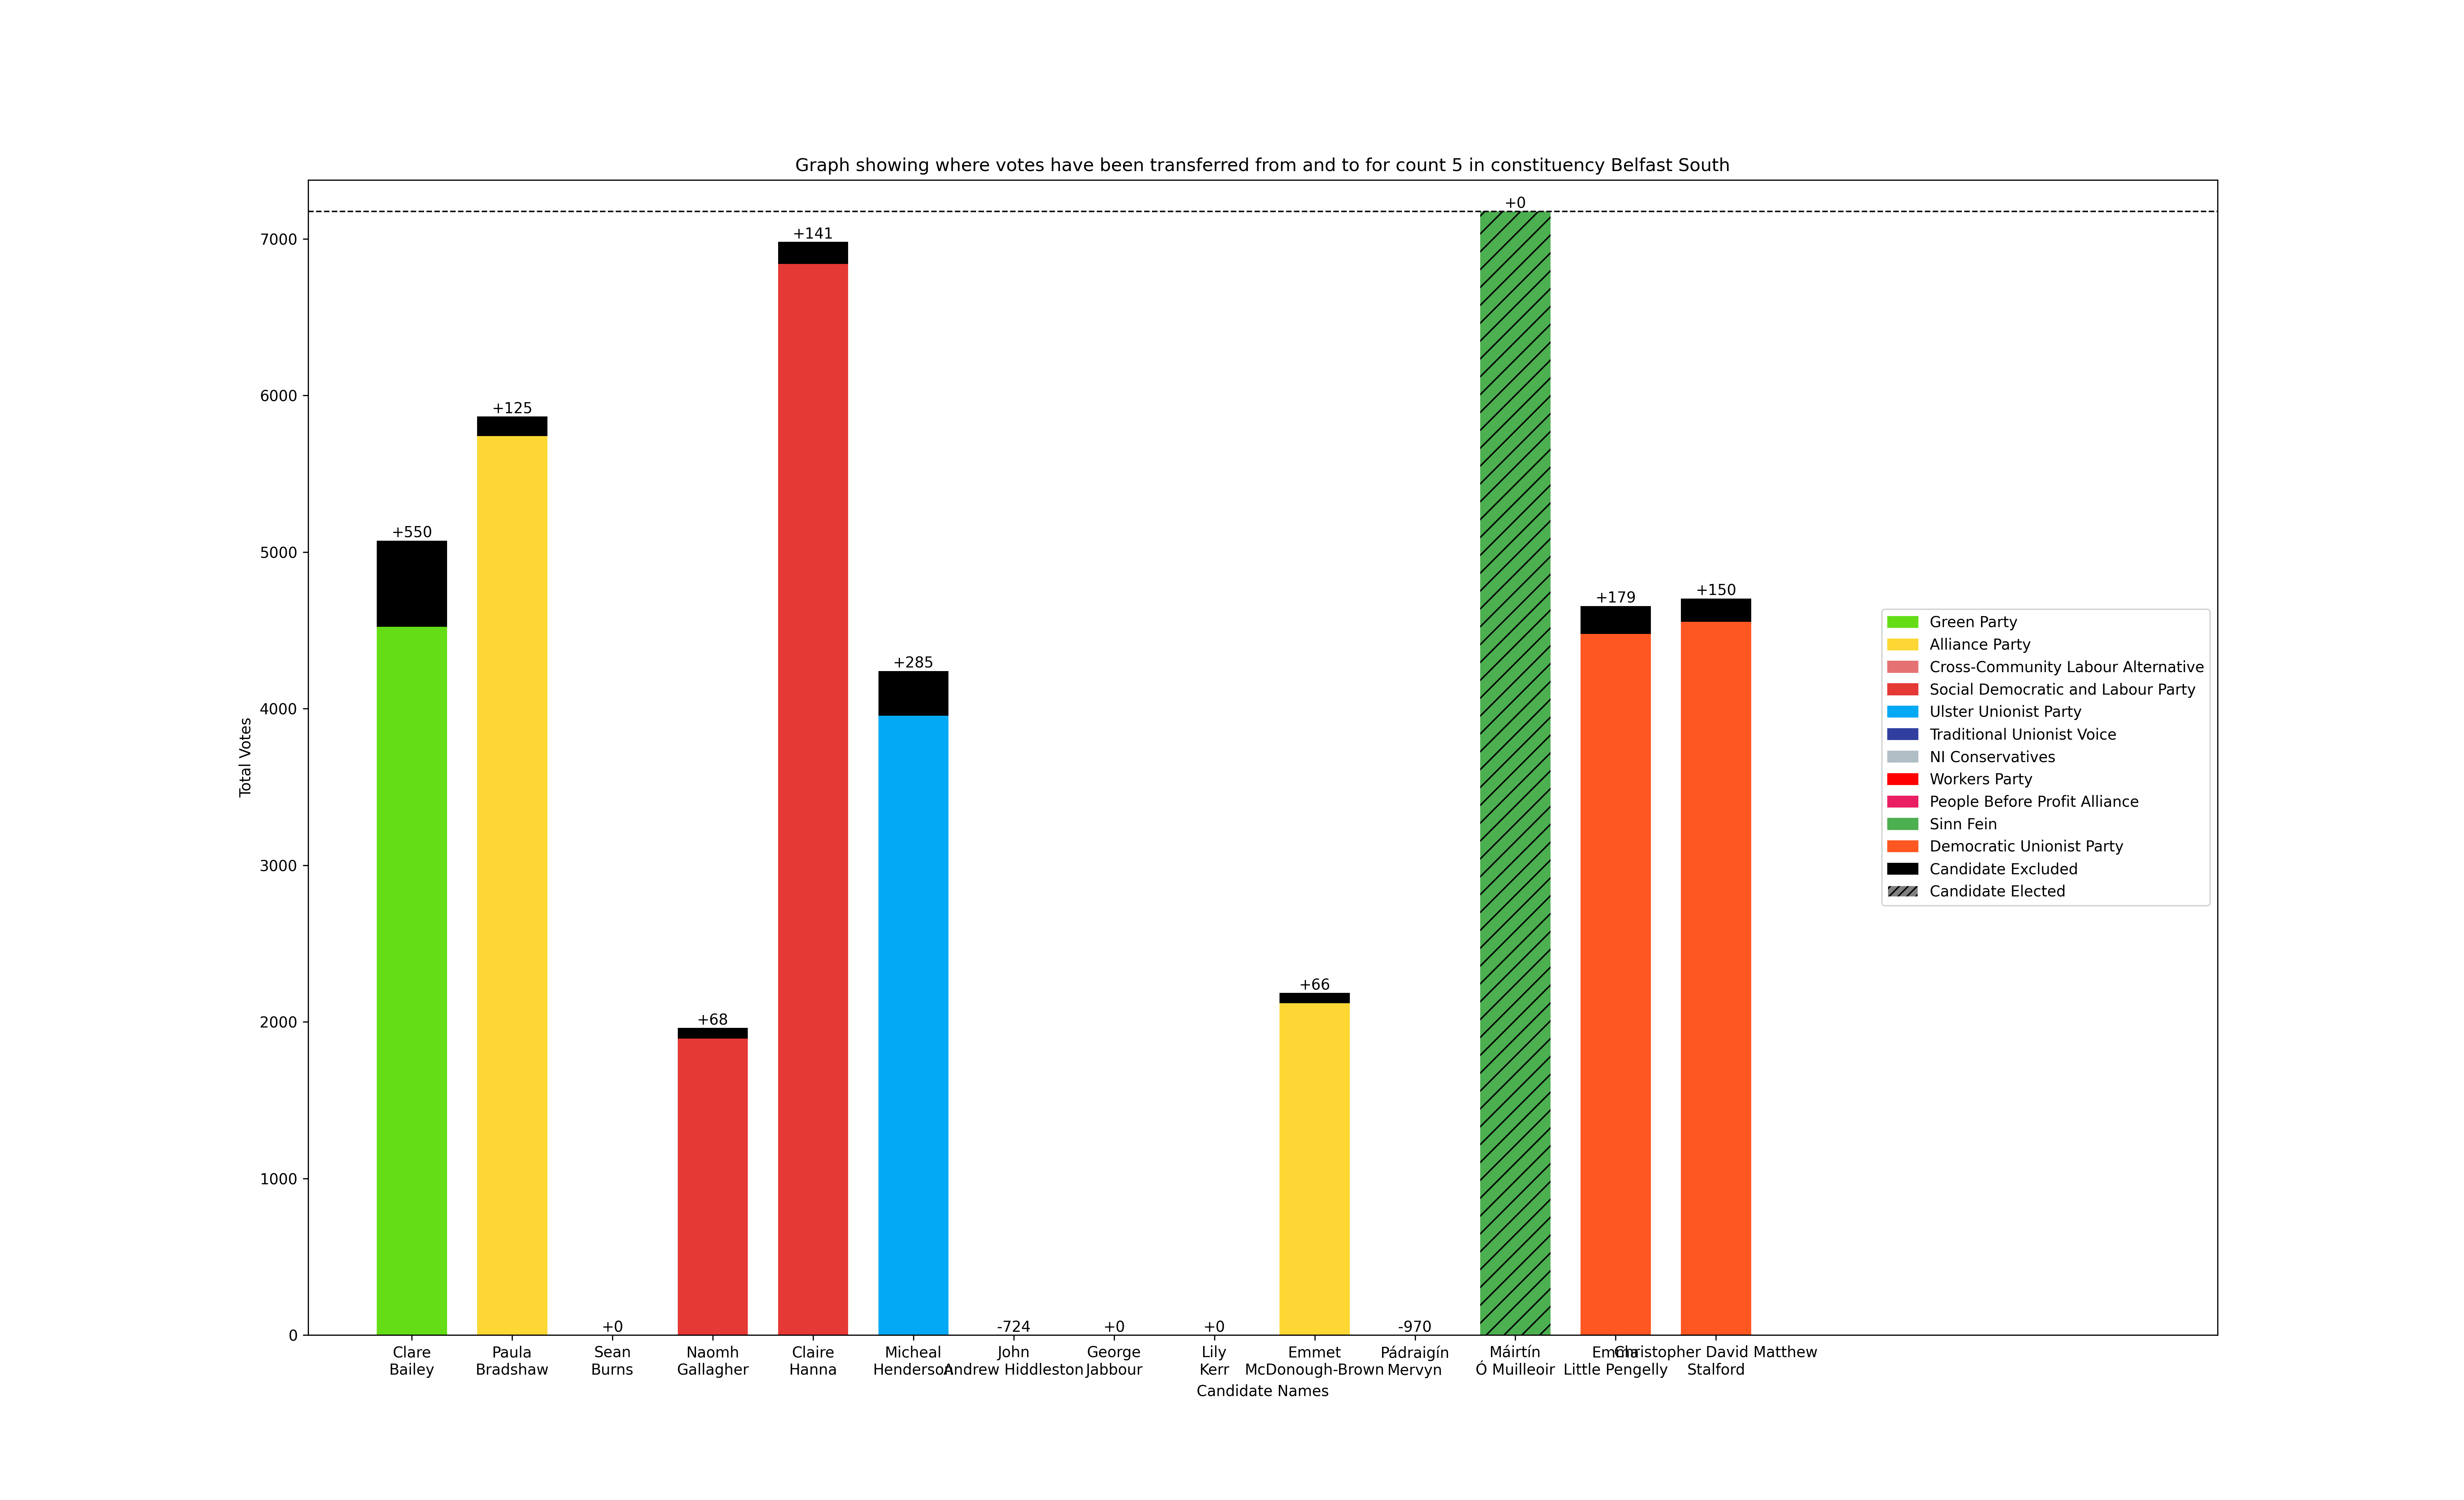 Graph showing where votes have been transferred from and to for count 5 in constituency Belfast South
Total Votes
7000
6000
5000
4000
3000
2000
1000
0
+550
+125
+0
+68
+141
+285
-724
+0
+0
+66
-970
+0
+179
+150
Clare
Bailey
Paula
Bradshaw
Sean
Burns
Naomh
Gallagher
Claire
Hanna
Micheal
Henderson
John
Andrew Hiddleston
George
Jabbour
Lily
Kerr
Emmet
McDonough-Brown
Pádraigín
Mervyn
Máirtín
Ó Muilleoir
Emma
Little Pengelly
Christopher David Matthew
Stalford
Candidate Names
Green Party
Alliance Party
Cross-Community Labour Alternative
Social Democratic and Labour Party
Ulster Unionist Party
Traditional Unionist Voice
NI Conservatives
Workers Party
People Before Profit Alliance
Sinn Fein
Democratic Unionist Party
Candidate Excluded
Candidate Elected